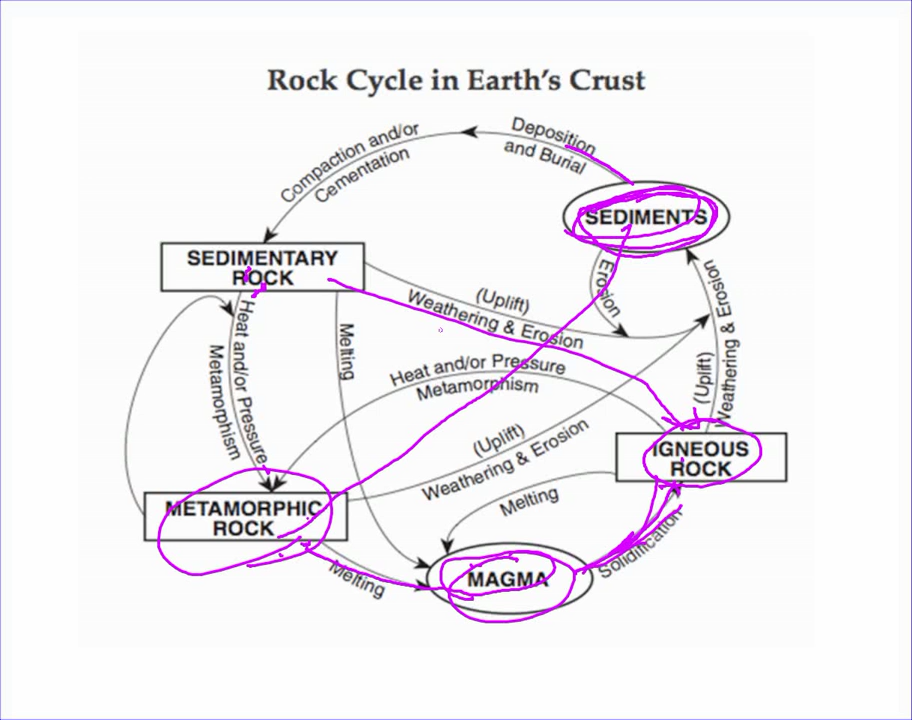 Rock Cycle in Earth's Crust
Deposition
and Burial
Compaction and/or
Cementation
SEDIMENTS
SEDIMENTARY
ROCK
Erosion
(Uplift)
Weathering & Erosion
(Uplift)
Weathering & Erosion
Heat and/or Pressure
Metamorphism
Melting
Heat and/or Pressure
Metamorphism
(Uplift)
Weathering & Erosion
IGNEOUS
ROCK
Melting
METAMORPHIC
ROCK
Melting
MAGMA
Solidification